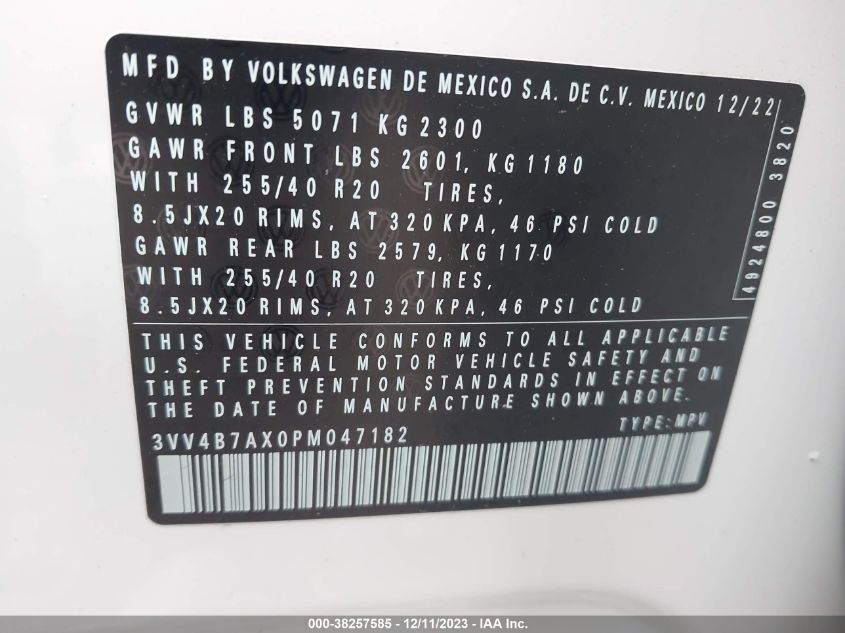 MFD BY VOLKSWAGEN DE MEXICO S.A. DE C.V. MEXICO 12/22
GVWR LBS 5071 KG 2300
GAWR FRONT LBS 2601, KG 1180
WITH 255/40 R20 TIRES,
8.5JX20 RIMS, AT 320 KPA, 46 PSI COLD
GAWR REAR LBS 2579, KG 1170
WITH 255/40 R20 TIRES,
8.5JX20 RIMS, AT 320 KPA, 46 PSI COLD
4924800 3820
THIS VEHICLE CONFORMS TO ALL APPLICABLE
U.S. FEDERAL MOTOR VEHICLE SAFETY AND
THEFT PREVENTION STANDARDS IN EFFECT ON
THE DATE OF MANUFACTURE SHOWN ABOVE.
3VV4B7AX0PM047182 TYPE: MPV
000-38257585 - 12/11/2023 - IAA Inc.